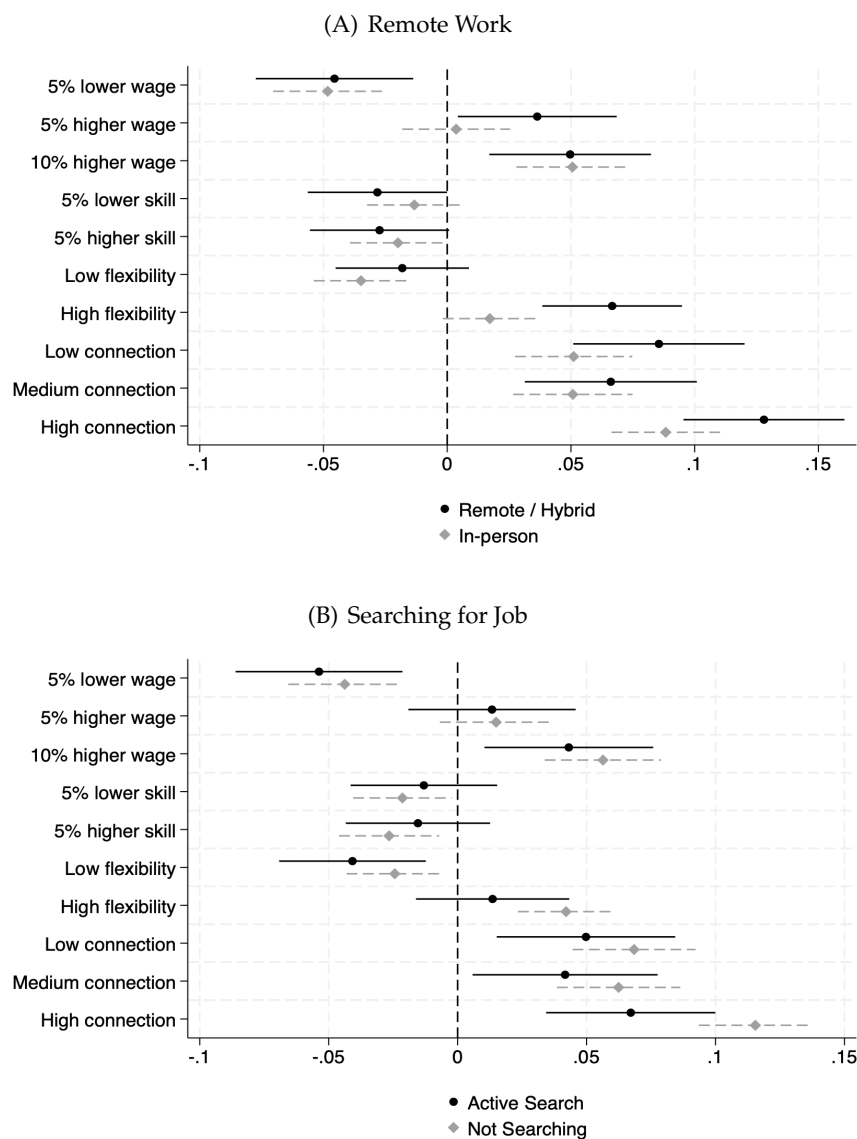 (A) Remote Work
5% lower wage
5% higher wage
10% higher wage
5% lower skill
5% higher skill
Low flexibility
High flexibility
Low connection
Medium connection
High connection
-.1 -.05 0 .05 .1 .15
Remote / Hybrid
In-person
(B) Searching for Job
5% lower wage
5% higher wage
10% higher wage
5% lower skill
5% higher skill
Low flexibility
High flexibility
Low connection
Medium connection
High connection
-.1 -.05 0 .05 .1 .15
Active Search
Not Searching